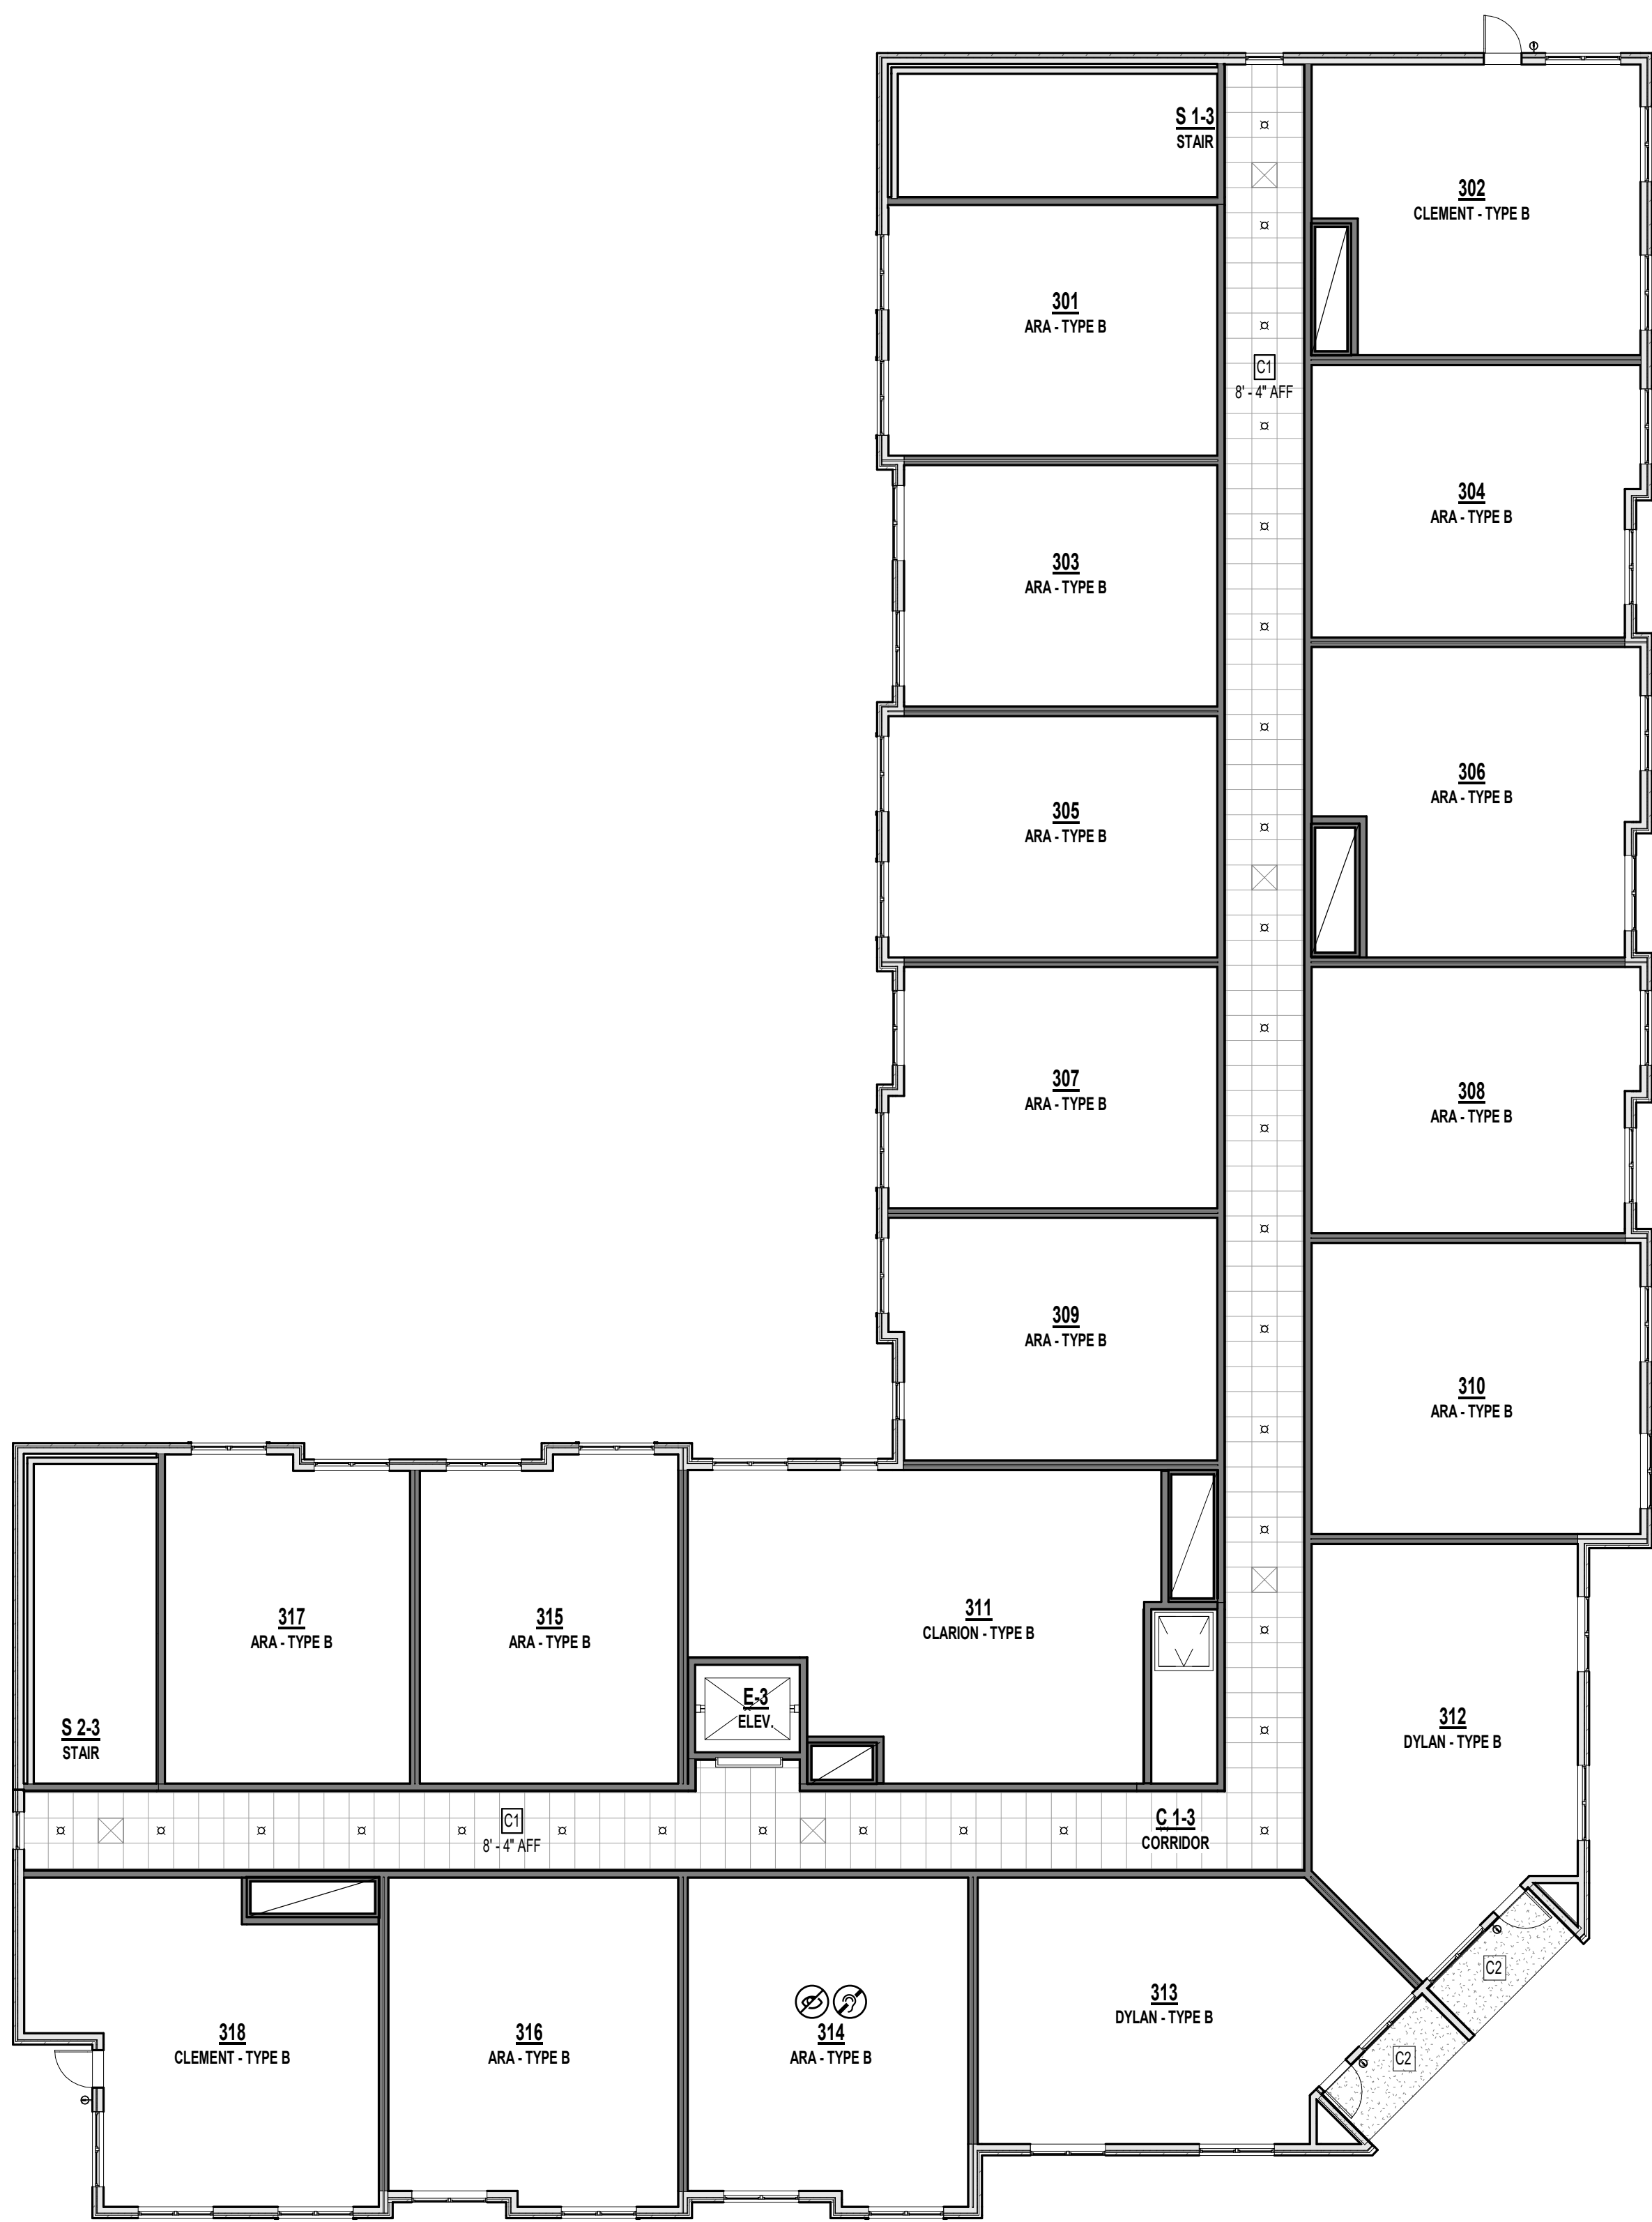 S 1-3
STAIR
302
CLEMENT - TYPE B
301
ARA - TYPE B
C1
8' - 4" AFF
304
ARA - TYPE B
303
ARA - TYPE B
306
ARA - TYPE B
305
ARA - TYPE B
307
ARA - TYPE B
308
ARA - TYPE B
309
ARA - TYPE B
310
ARA - TYPE B
317
ARA - TYPE B
315
ARA - TYPE B
311
CLARION - TYPE B
E-3
ELEV.
S 2-3
STAIR
312
DYLAN - TYPE B
C1
8' - 4" AFF
C 1-3
CORRIDOR
C2
313
DYLAN - TYPE B
318
CLEMENT - TYPE B
316
ARA - TYPE B
314
ARA - TYPE B
C2